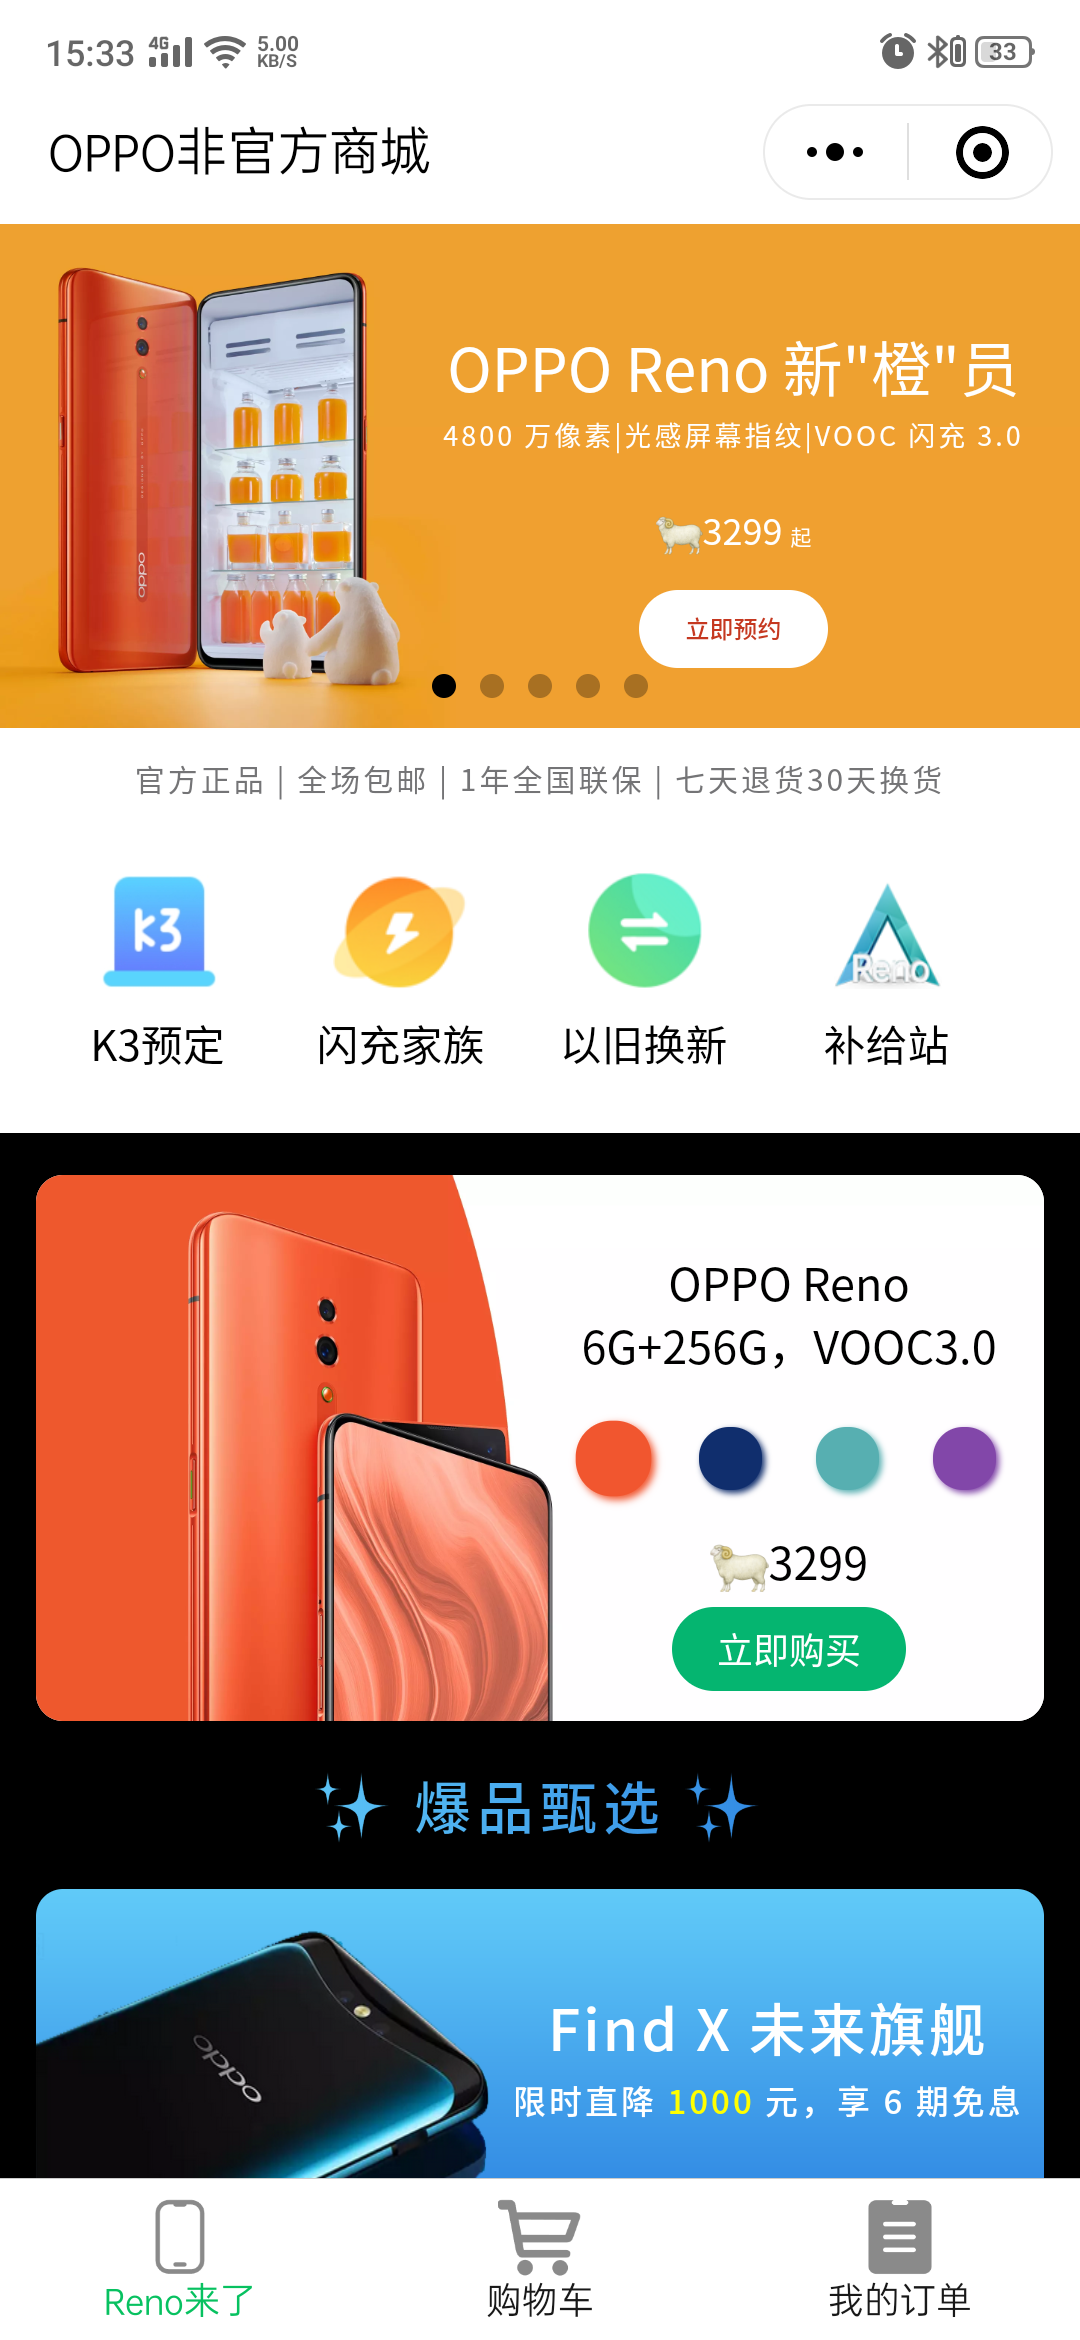 15:33 4G 5.00 KB/S 33
OPPO非官方商城
OPPO Reno 新"橙"员
4800 万像素|光感屏幕指纹|VOOC 闪充 3.0
3299 起
立即预约
oppo
官方正品 | 全场包邮 | 1年全国联保 | 七天退货30天换货
K3
Reno
K3预定
闪充家族
以旧换新
补给站
OPPO Reno
6G+256G，VOOC3.0
3299
立即购买
爆品甄选
Find X 未来旗舰
限时直降 1000 元，享 6 期免息
oppo
Reno来了
购物车
我的订单